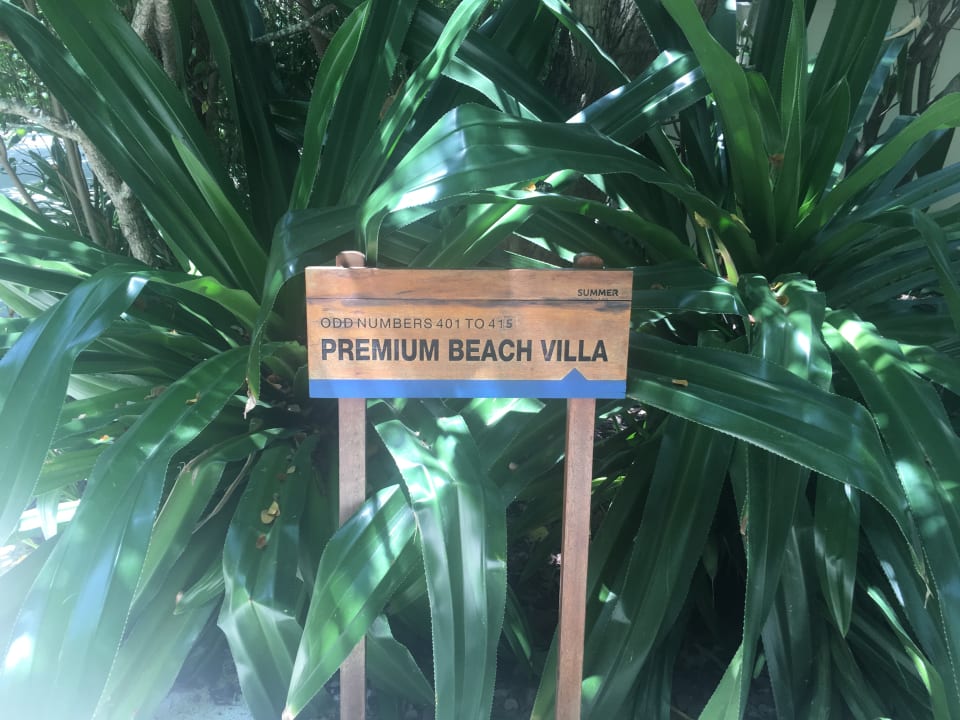 SUMMER
ODD NUMBERS 401 TO 415
PREMIUM BEACH VILLA